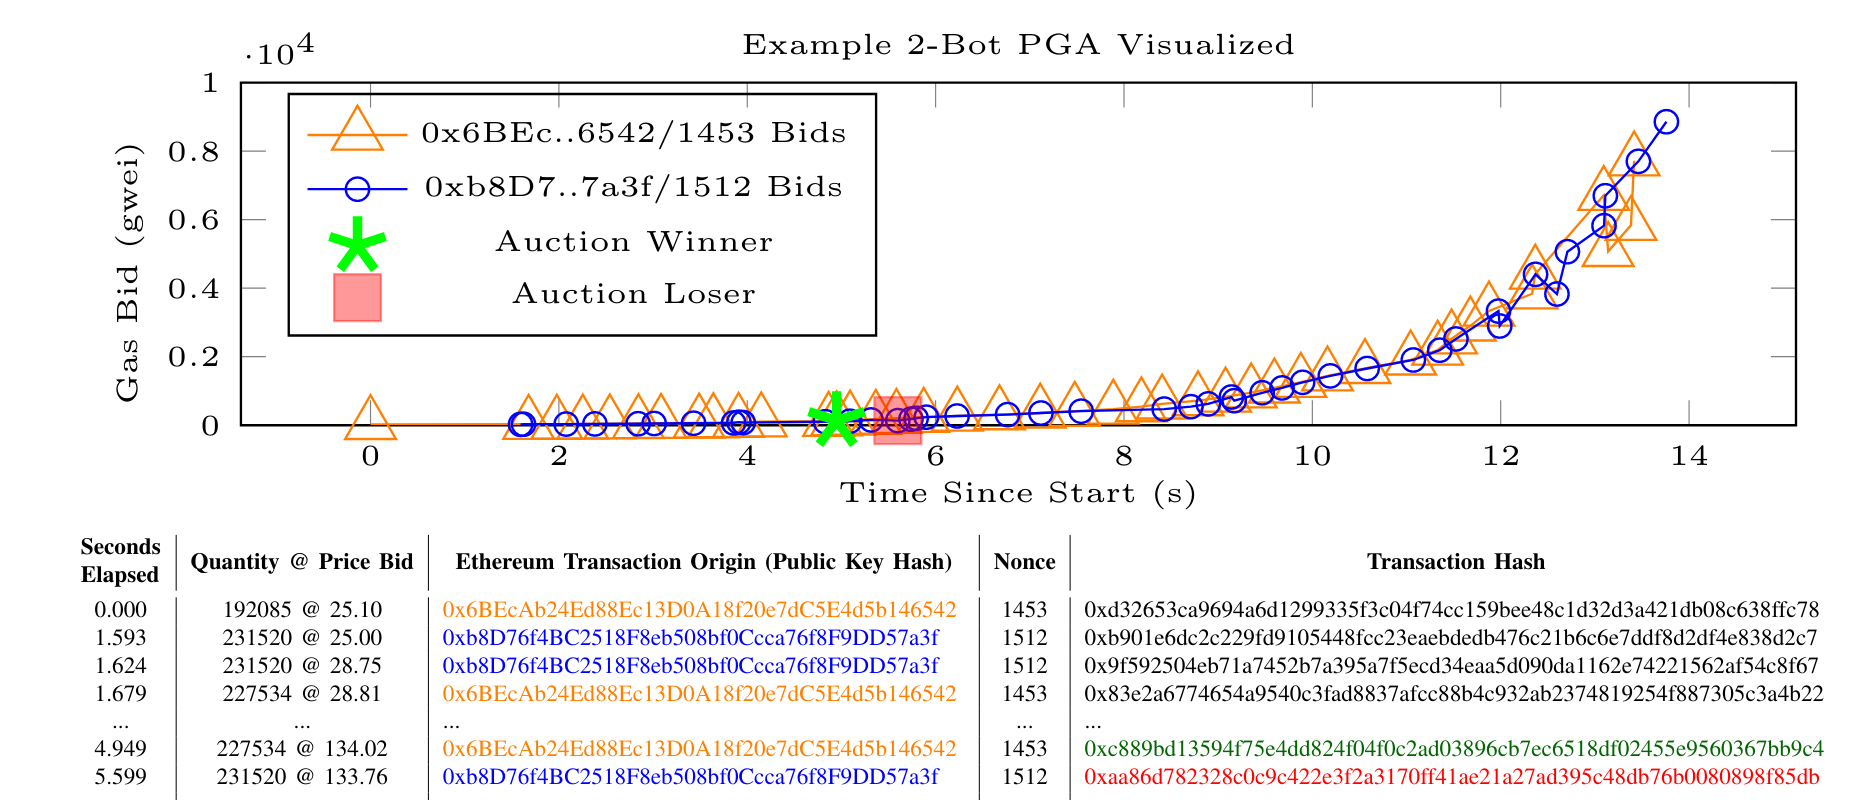 Example 2-Bot PGA Visualized
·10⁴
1
0.8
0.6
0.4
0.2
0
Gas Bid (gwei)
0x6BEc..6542/1453 Bids
0xb8D7..7a3f/1512 Bids
Auction Winner
Auction Loser
0 2 4 6 8 10 12 14
Time Since Start (s)
Seconds Elapsed | Quantity @ Price Bid | Ethereum Transaction Origin (Public Key Hash) | Nonce | Transaction Hash
0.000 192085 @ 25.10 0x6BEcAb24Ed88Ec13D0A18f20e7dC5E4d5b146542 1453 0xd32653ca9694a6d1299335f3c04f74cc159bee48c1d32d3a421db08c638ffc78
1.593 231520 @ 25.00 0xb8D76f4BC2518F8eb508bf0Ccca76f8F9DD57a3f 1512 0xb901e6dc2c229fd9105448fcc23eaebdedb476c21b6c6e7ddf8d2df4e838d2c7
1.624 231520 @ 28.75 0xb8D76f4BC2518F8eb508bf0Ccca76f8F9DD57a3f 1512 0x9f592504eb71a7452b7a395a7f5ecd34eaa5d090da1162e74221562af54c8f67
1.679 227534 @ 28.81 0x6BEcAb24Ed88Ec13D0A18f20e7dC5E4d5b146542 1453 0x83e2a6774654a9540c3fad8837afcc88b4c932ab2374819254f887305c3a4b22
... ... ... ... ...
4.949 227534 @ 134.02 0x6BEcAb24Ed88Ec13D0A18f20e7dC5E4d5b146542 1453 0xc889bd13594f75e4dd824f04f0c2ad03896cb7ec6518df02455e9560367bb9c4
5.599 231520 @ 133.76 0xb8D76f4BC2518F8eb508bf0Ccca76f8F9DD57a3f 1512 0xaa86d782328c0c9c422e3f2a3170ff41ae21a27ad395c48db76b0080898f85db